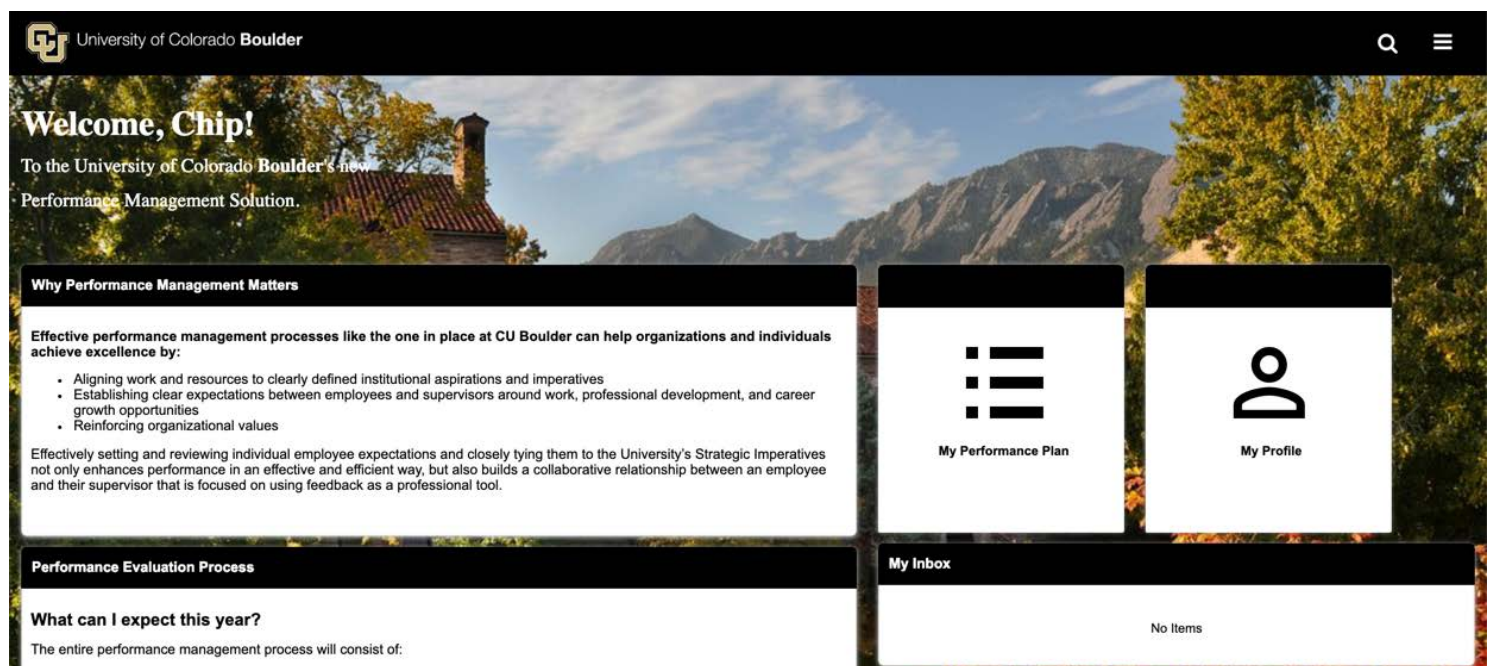 University of Colorado Boulder
Welcome, Chip!
To the University of Colorado Boulder's new
Performance Management Solution.
Why Performance Management Matters
Effective performance management processes like the one in place at CU Boulder can help organizations and individuals
achieve excellence by:
• Aligning work and resources to clearly defined institutional aspirations and imperatives
• Establishing clear expectations between employees and supervisors around work, professional development, and career
growth opportunities
• Reinforcing organizational values
Effectively setting and reviewing individual employee expectations and closely tying them to the University's Strategic Imperatives
not only enhances performance in an effective and efficient way, but also builds a collaborative relationship between an employee
and their supervisor that is focused on using feedback as a professional tool.
My Performance Plan
My Profile
Performance Evaluation Process
What can I expect this year?
The entire performance management process will consist of:
My Inbox
No Items